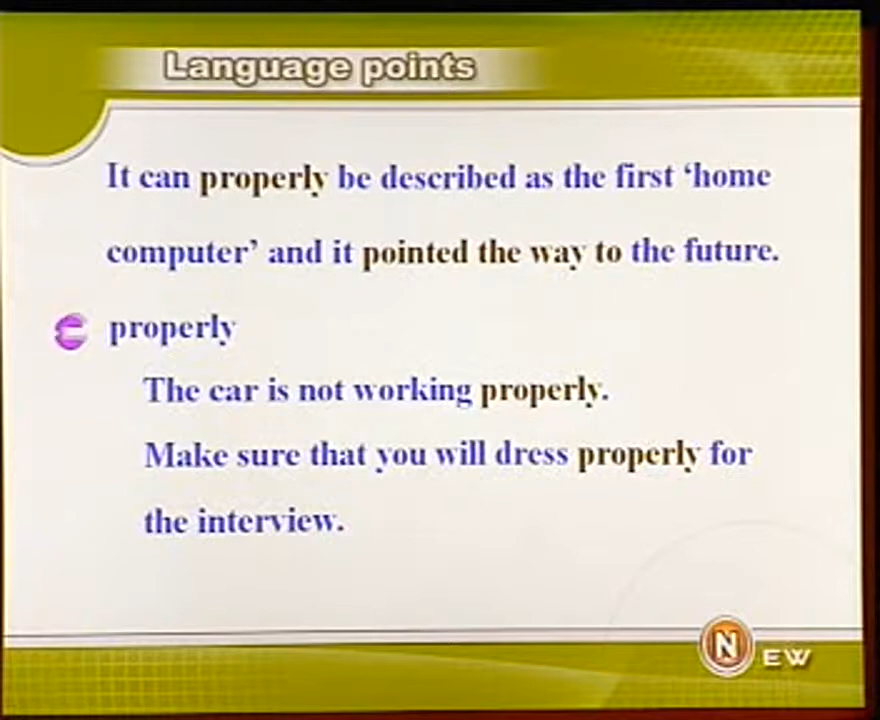 Language points
It can properly be described as the first ‘home
computer’ and it pointed the way to the future.
properly
The car is not working properly.
Make sure that you will dress properly for
the interview.
NEW